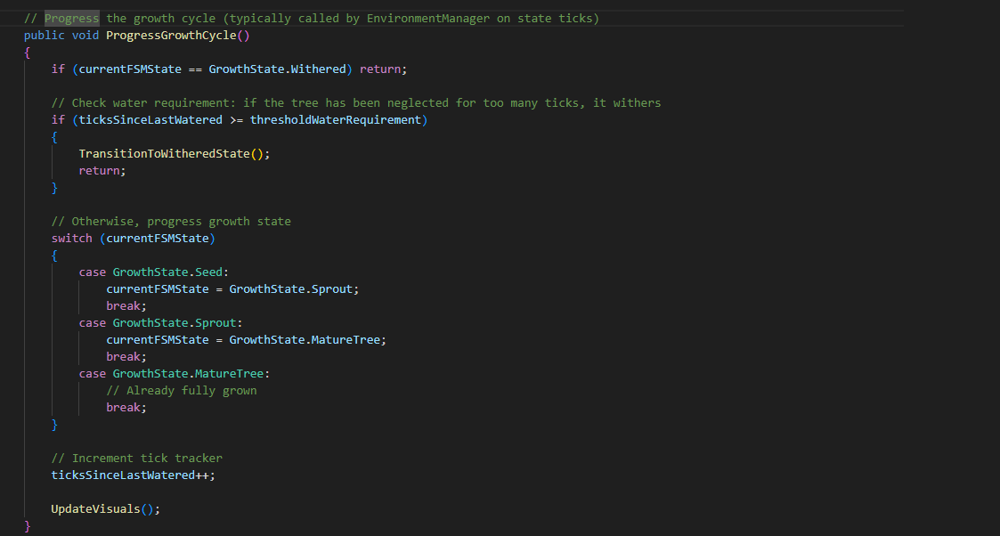 // Progress the growth cycle (typically called by EnvironmentManager on state ticks)
public void ProgressGrowthCycle()
{
    if (currentFSMState == GrowthState.Withered) return;

    // Check water requirement: if the tree has been neglected for too many ticks, it withers
    if (ticksSinceLastWatered >= thresholdWaterRequirement)
    {
        TransitionToWitheredState();
        return;
    }

    // Otherwise, progress growth state
    switch (currentFSMState)
    {
        case GrowthState.Seed:
            currentFSMState = GrowthState.Sprout;
            break;
        case GrowthState.Sprout:
            currentFSMState = GrowthState.MatureTree;
            break;
        case GrowthState.MatureTree:
            // Already fully grown
            break;
    }

    // Increment tick tracker
    ticksSinceLastWatered++;

    UpdateVisuals();
}